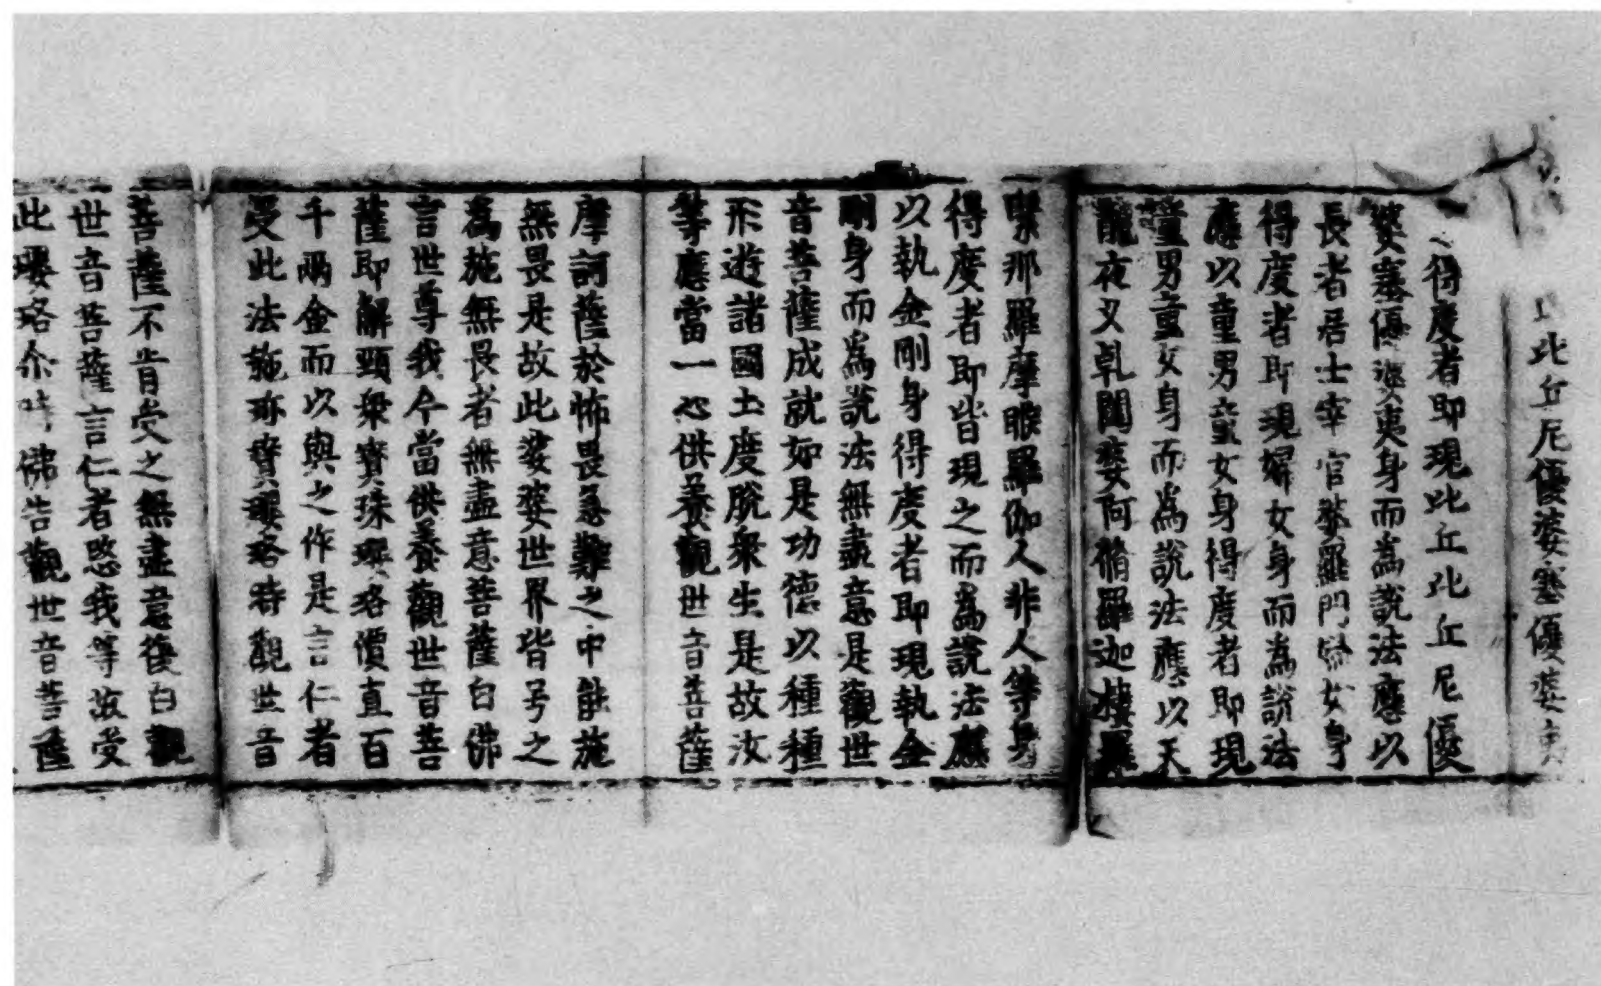 比丘尼優婆塞優婆夷
得度者即現比丘比丘尼優
婆塞優婆夷身而為說法應以
長者居士宰官婆羅門婦女身
得度者即現婦女身而為說法
應以童男童女身得度者即現
童男童女身而為說法應以天
龍夜叉乹闥婆阿脩羅迦樓羅
緊那羅摩睺羅伽人非人等身
得度者即皆現之而為說法應
以執金剛身得度者即現執金
剛身而為說法無盡意是觀世
音菩薩成就如是功德以種種
形遊諸國土度脫衆生是故汝
等應當一心供養觀世音菩薩
摩訶薩於怖畏急難之中能施
無畏是故此娑婆世界皆号之
為施無畏者無盡意菩薩白佛
言世尊我今當供養觀世音菩
薩即解頸衆寶珠瓔珞價直百
千兩金而以與之作是言仁者
受此法施珎寶瓔珞時觀世音
菩薩不肯受之無盡意復白觀
世音菩薩言仁者愍我等故受
此瓔珞尒時佛告觀世音菩薩